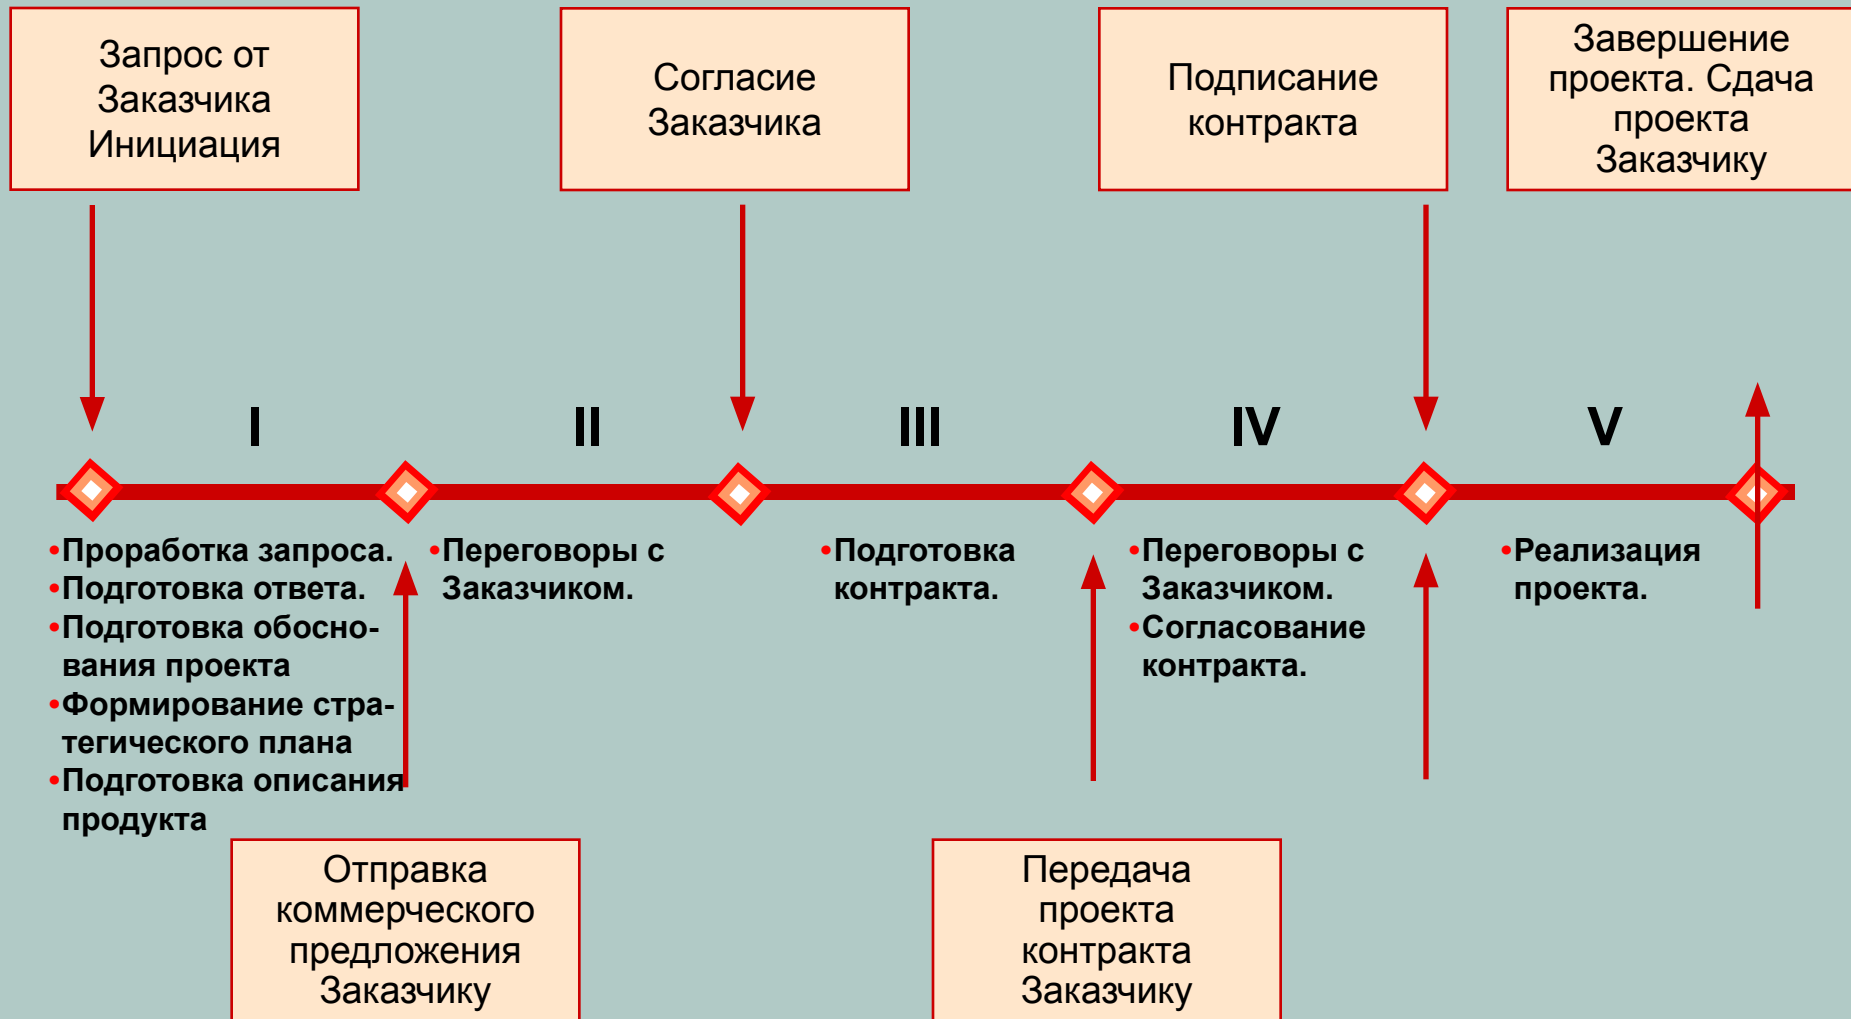 Запрос от
Заказчика
Инициация
Согласие
Заказчика
Подписание
контракта
Завершение
проекта. Сдача
проекта
Заказчику
I
II
III
IV
V
•Проработка запроса.
•Подготовка ответа.
•Подготовка обосно-
вания проекта
•Формирование стра-
тегического плана
•Подготовка описания
продукта
•Переговоры с
Заказчиком.
•Подготовка
контракта.
•Переговоры с
Заказчиком.
•Согласование
контракта.
•Реализация
проекта.
Отправка
коммерческого
предложения
Заказчику
Передача
проекта
контракта
Заказчику